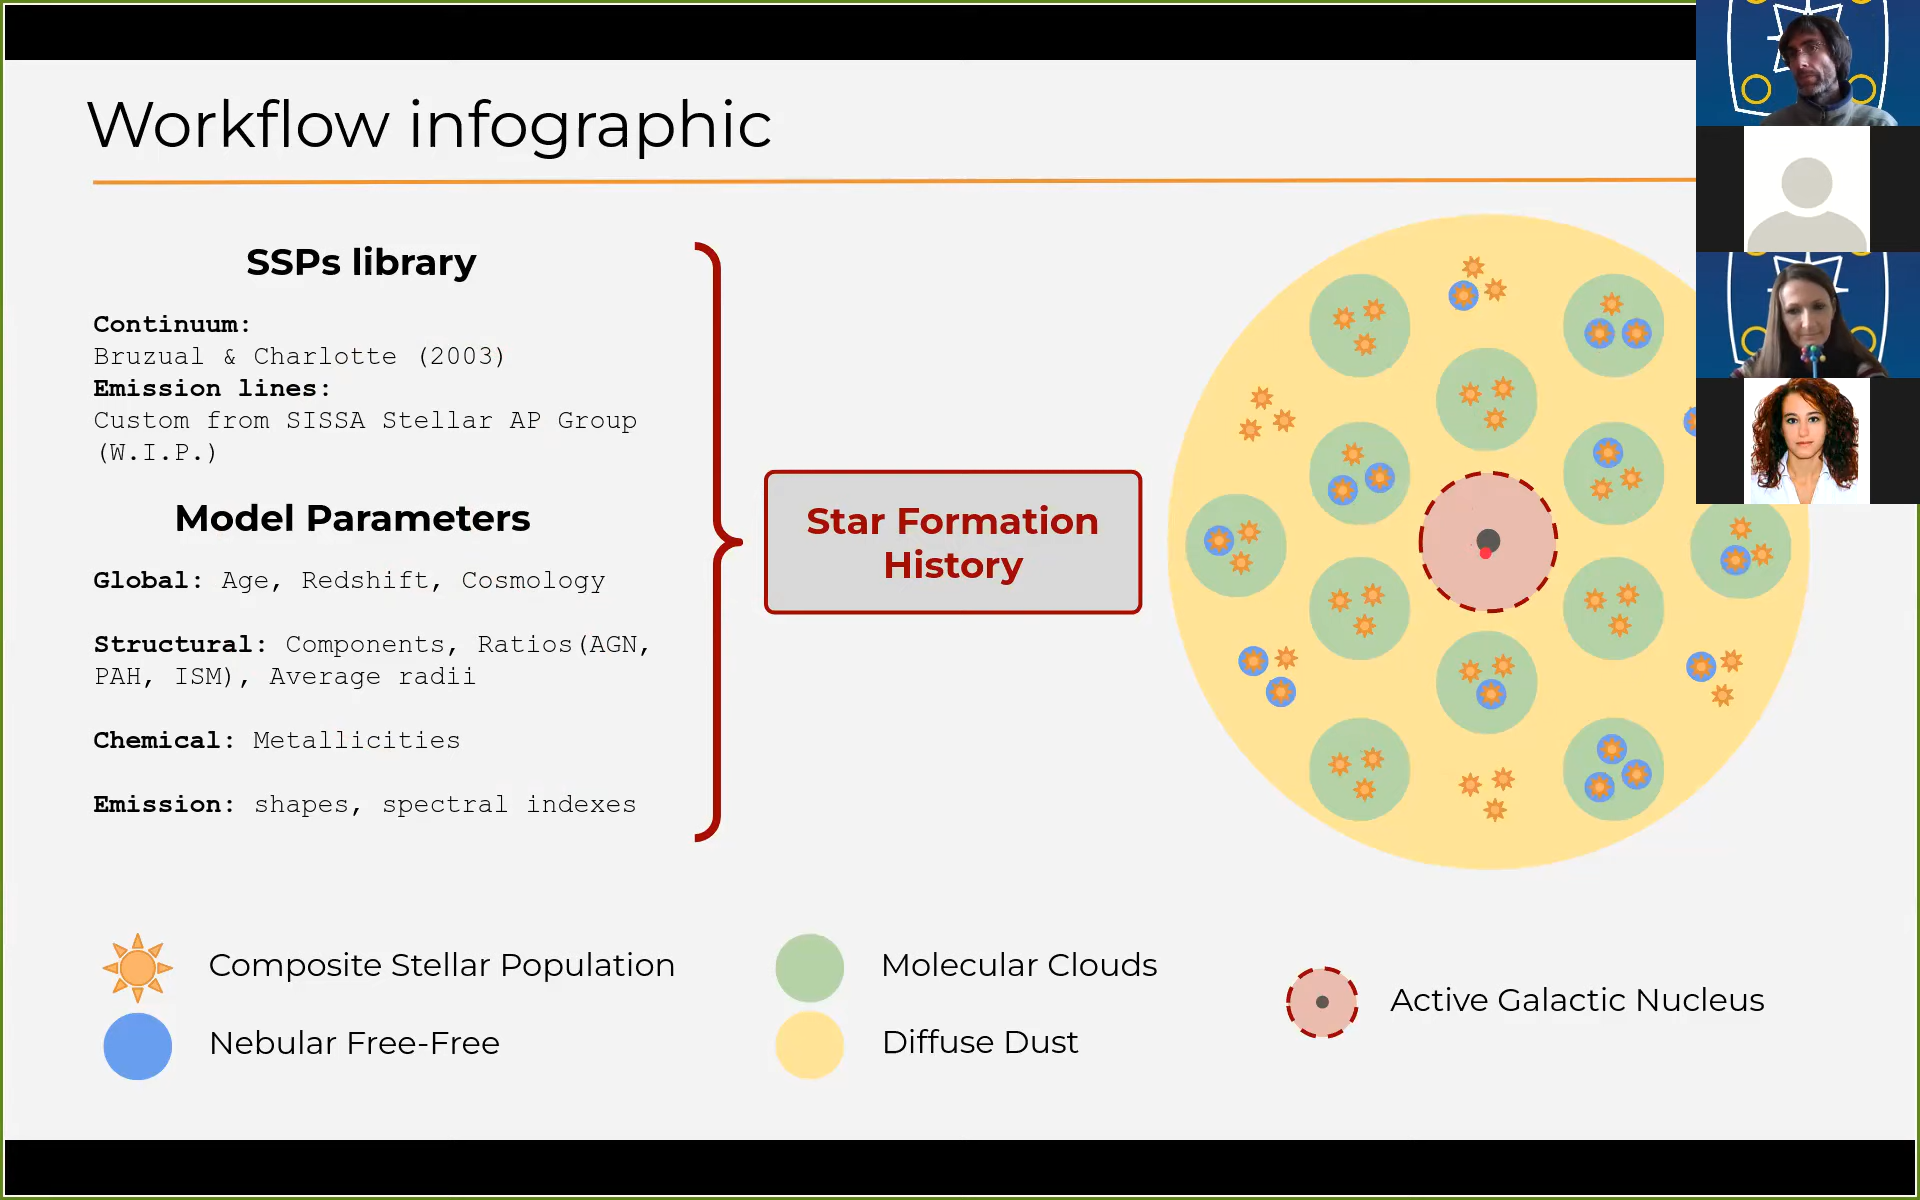 Workflow infographic
SSPs library
Continuum:
Bruzual & Charlotte (2003)
Emission lines:
Custom from SISSA Stellar AP Group
(W.I.P.)
Model Parameters
Global: Age, Redshift, Cosmology
Structural: Components, Ratios(AGN,
PAH, ISM), Average radii
Chemical: Metallicities
Emission: shapes, spectral indexes
Star Formation
History
Composite Stellar Population
Nebular Free-Free
Molecular Clouds
Diffuse Dust
Active Galactic Nucleus